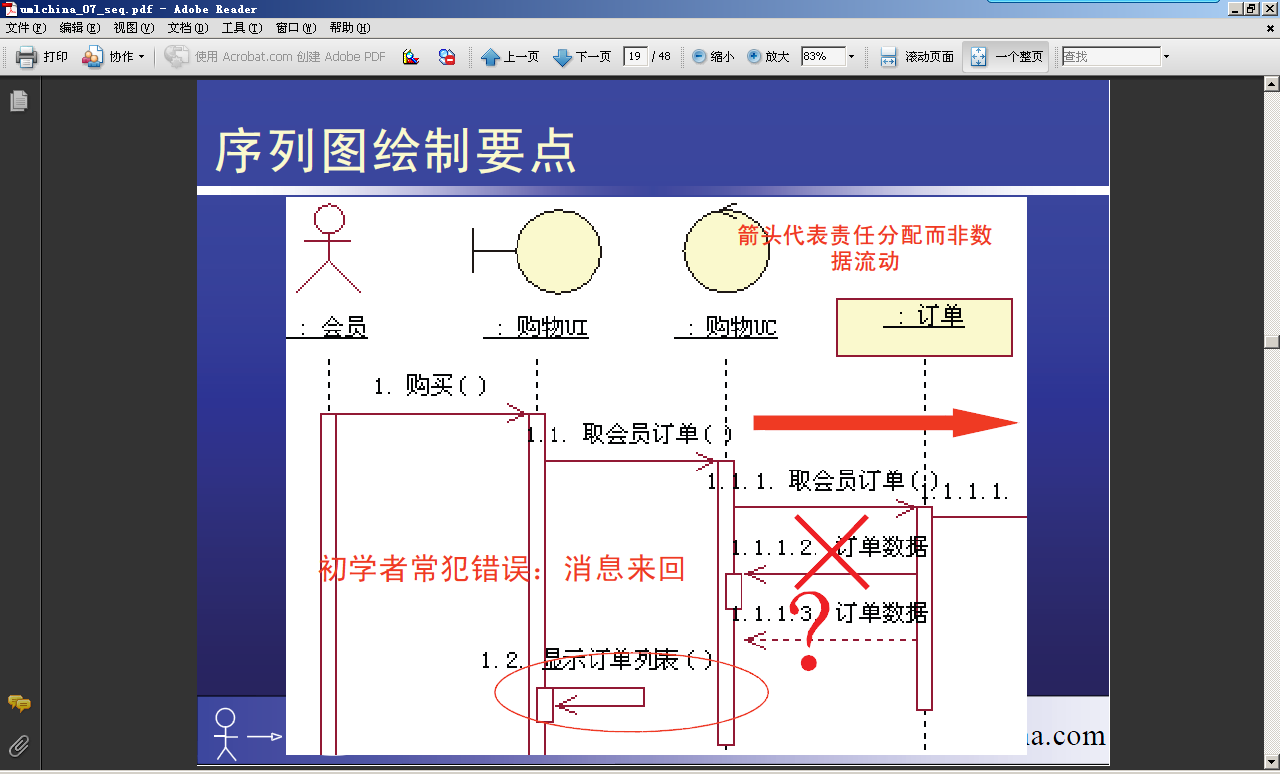 umlchina_07_seq.pdf - Adobe Reader
文件(F) 编辑(E) 视图(V) 文档(D) 工具(T) 窗口(W) 帮助(H)
打印 协作 使用 Acrobat.com 创建 Adobe PDF 上一页 下一页 19 / 48 缩小 放大 83% 滚动页面 一个整页 查找
序列图绘制要点
箭头代表责任分配而非数
据流动
: 会员
: 购物UI
: 购物UC
: 订单
1. 购买()
1.1. 取会员订单()
1.1.1. 取会员订单()
1.1.1.1.
1.1.1.2. 订单数据
初学者常犯错误：消息来回
1.1.1.3. 订单数据
?
1.2. 显示订单列表()
na.com